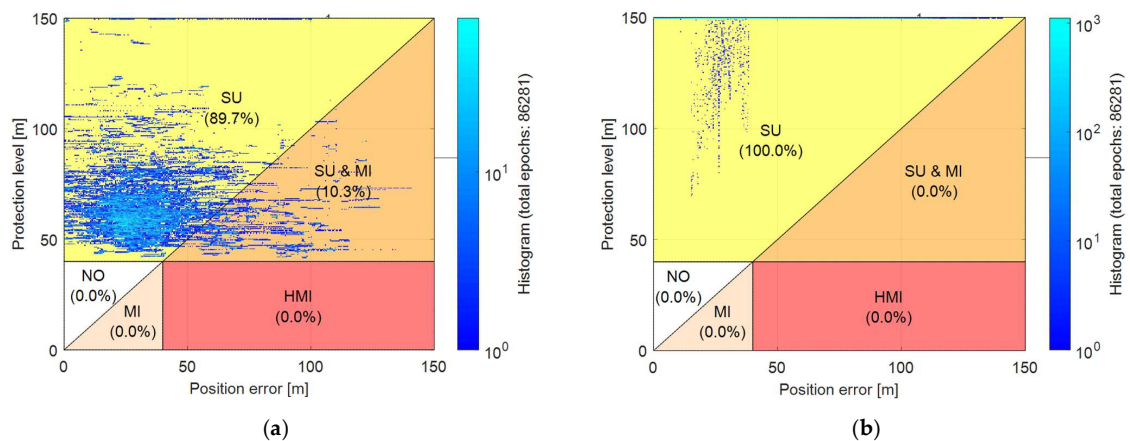 150
100
50
0
Protection level [m]
SU
(89.7%)
SU & MI
(10.3%)
NO
(0.0%)
MI
(0.0%)
HMI
(0.0%)
0 50 100 150
Position error [m]
10^1
10^0
Histogram (total epochs: 86281)
(a)
150
100
50
0
Protection level [m]
SU
(100.0%)
SU & MI
(0.0%)
NO
(0.0%)
MI
(0.0%)
HMI
(0.0%)
0 50 100 150
Position error [m]
10^3
10^2
10^1
10^0
Histogram (total epochs: 86281)
(b)